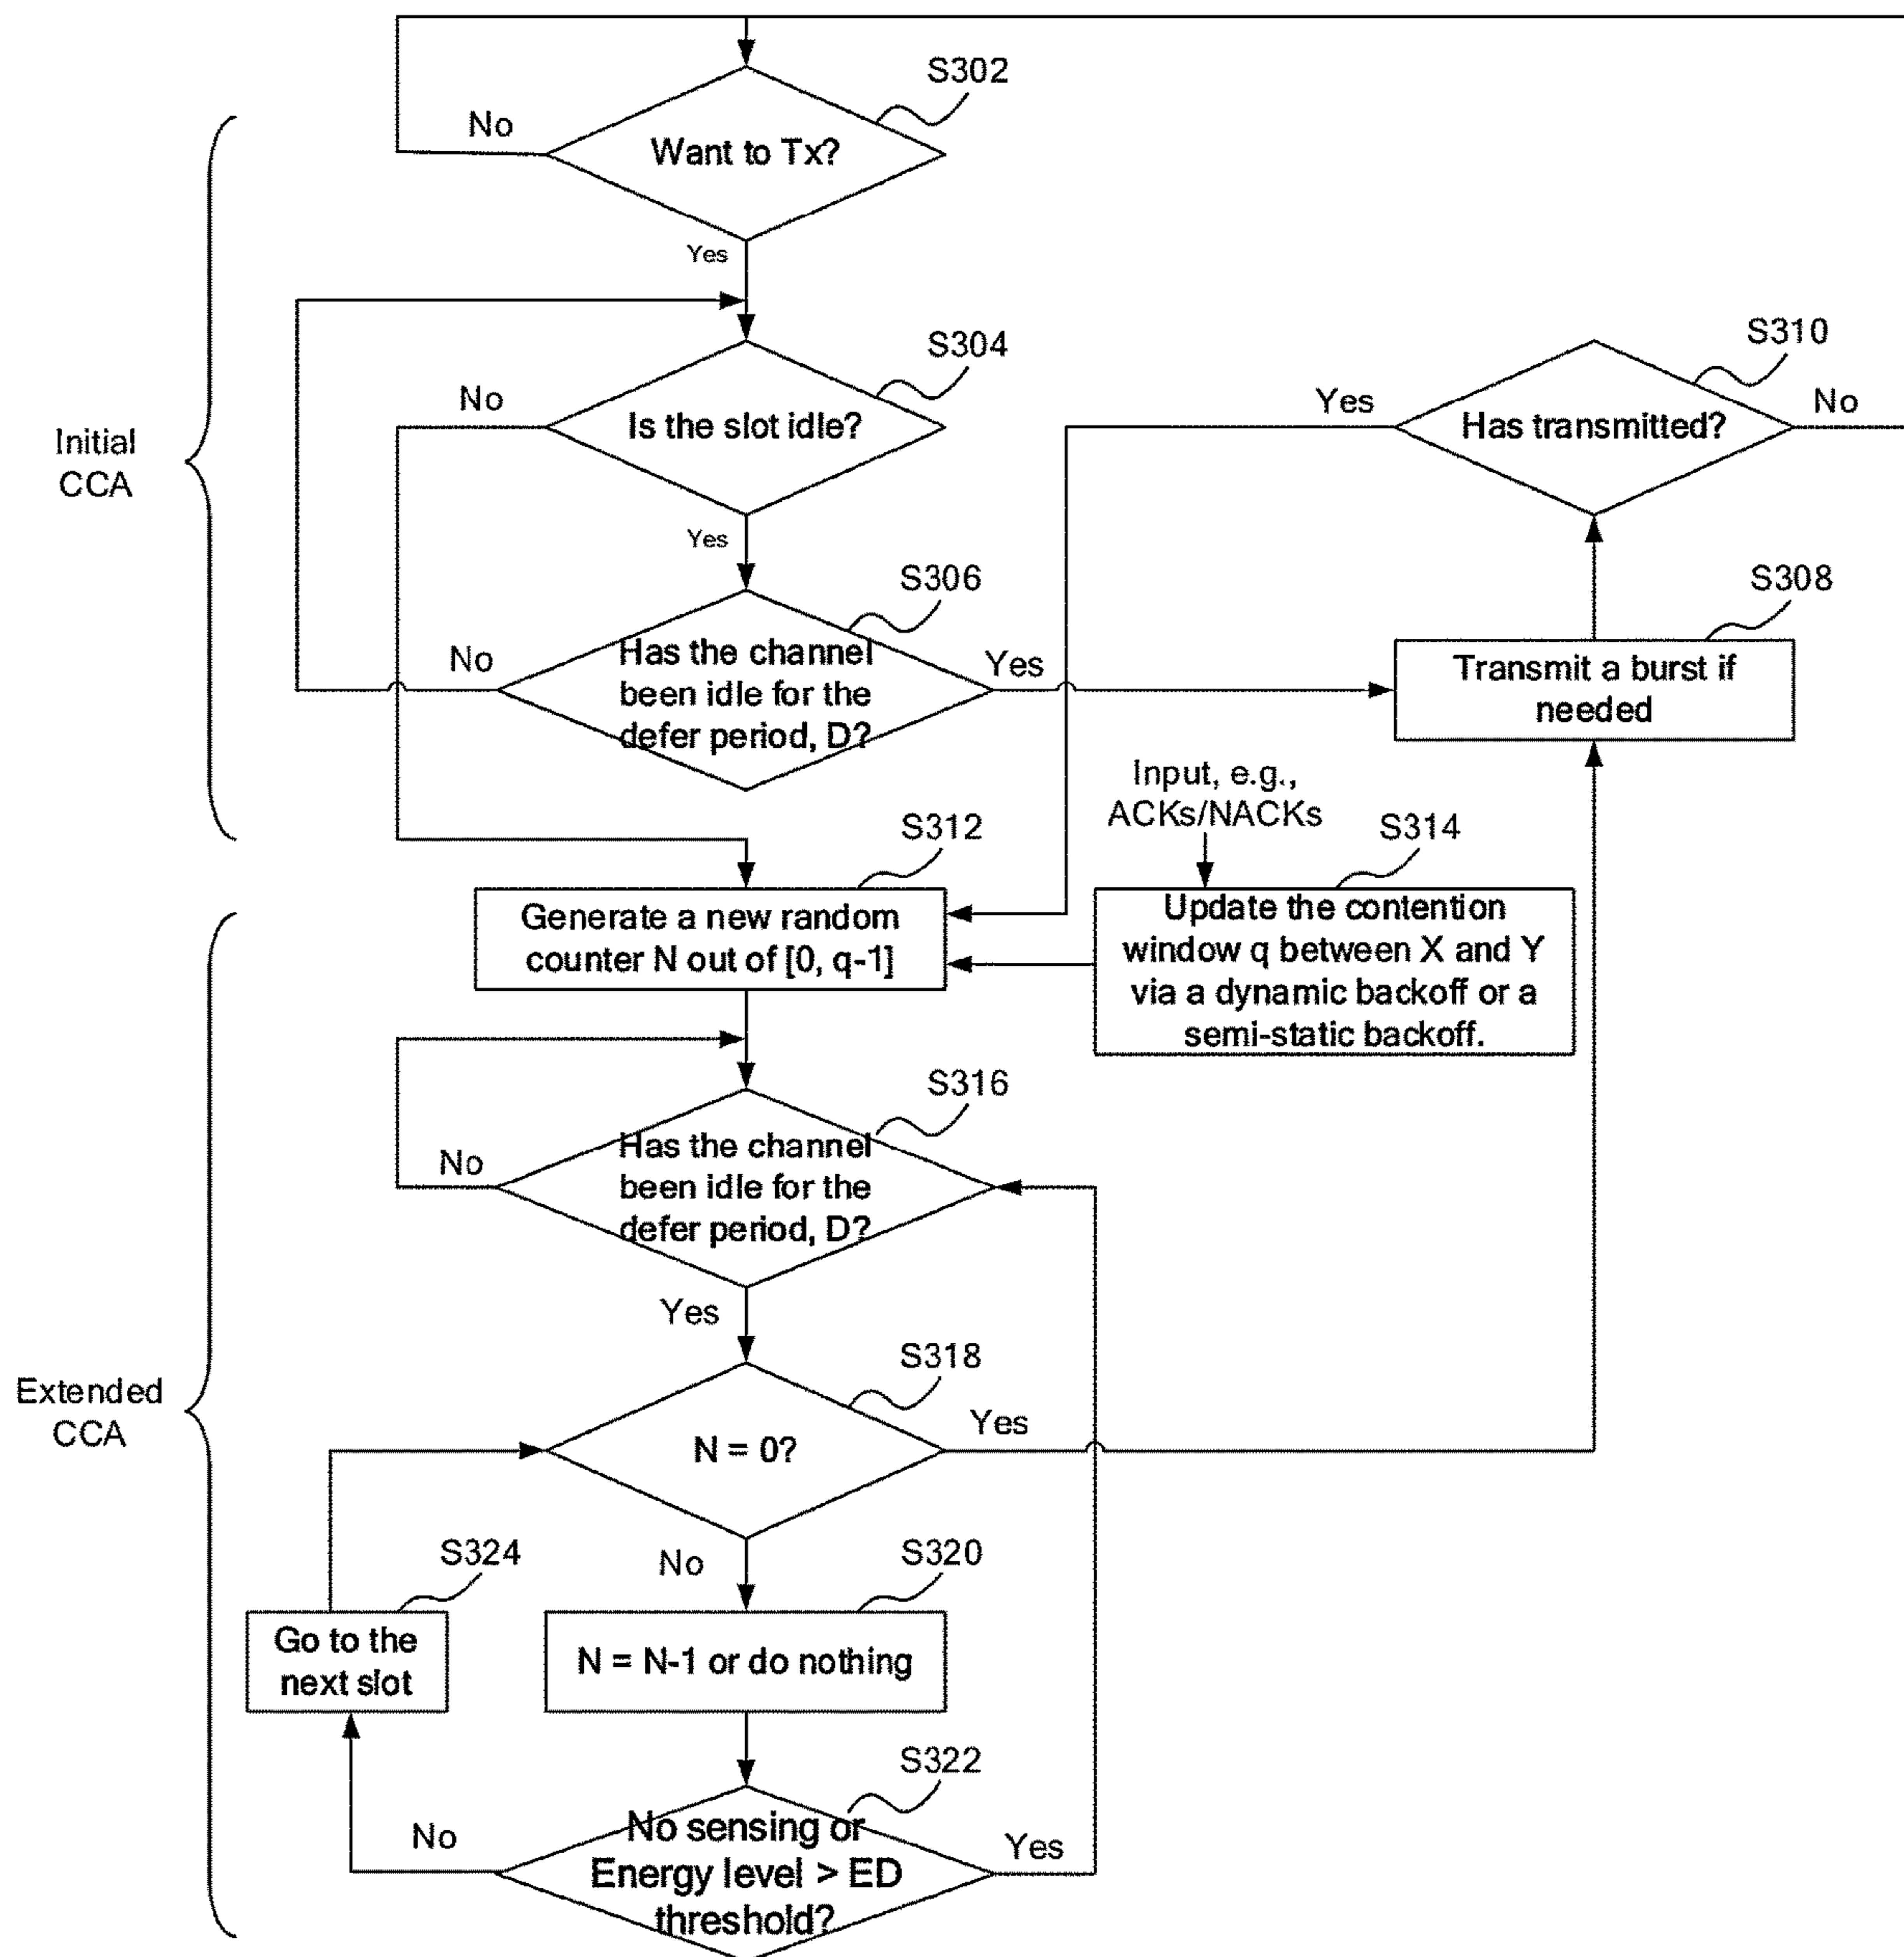 S302
No
Want to Tx?
Yes
S304
No
Is the slot idle?
Yes
S310
Yes
Has transmitted?
No
Initial
CCA
S306
No
Has the channel
been idle for the
defer period, D?
Yes
S308
Transmit a burst if
needed
Input, e.g.,
ACKs/NACKs
S312
Generate a new random
counter N out of [0, q-1]
S314
Update the contention
window q between X and Y
via a dynamic backoff or a
semi-static backoff.
S316
No
Has the channel
been idle for the
defer period, D?
Yes
Extended
CCA
S318
N = 0?
Yes
No
S324
Go to the
next slot
S320
N = N-1 or do nothing
S322
No
No sensing or
Energy level > ED
threshold?
Yes